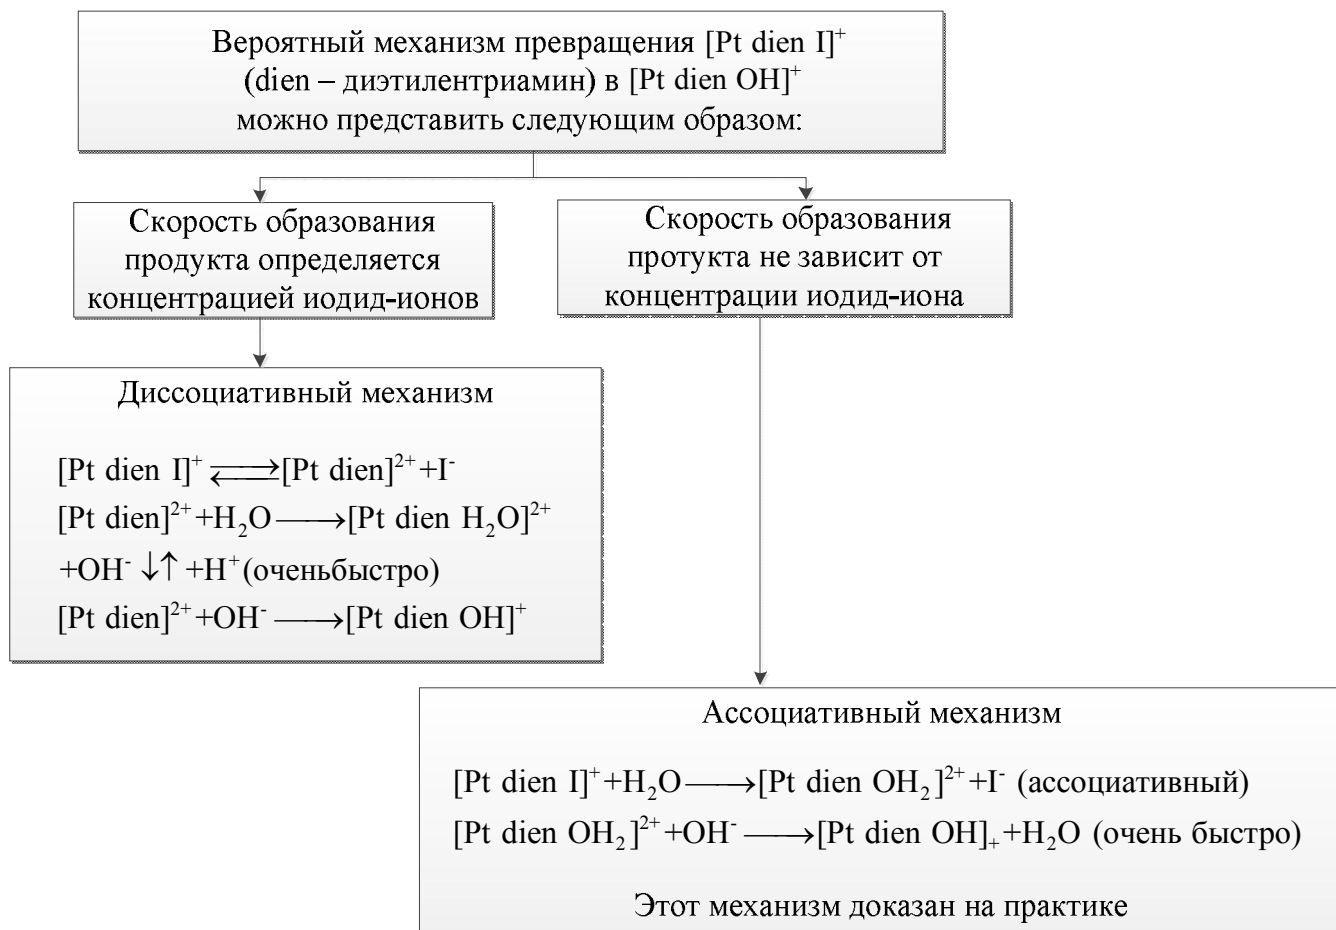 Вероятный механизм превращения [Pt dien I]⁺
(dien – диэтилентриамин) в [Pt dien OH]⁺
можно представить следующим образом:
Скорость образования
продукта определяется
концентрацией иодид-ионов
Скорость образования
протукта не зависит от
концентрации иодид-иона
Диссоциативный механизм
[Pt dien I]⁺ ⇄ [Pt dien]²⁺+I⁻
[Pt dien]²⁺+H₂O ⟶ [Pt dien H₂O]²⁺
+OH⁻ ↓↑ +H⁺ (оченьбыстро)
[Pt dien]²⁺+OH⁻ ⟶ [Pt dien OH]⁺
Ассоциативный механизм
[Pt dien I]⁺+H₂O ⟶ [Pt dien OH₂]²⁺+I⁻ (ассоциативный)
[Pt dien OH₂]²⁺+OH⁻ ⟶ [Pt dien OH]₊+H₂O (очень быстро)
Этот механизм доказан на практике